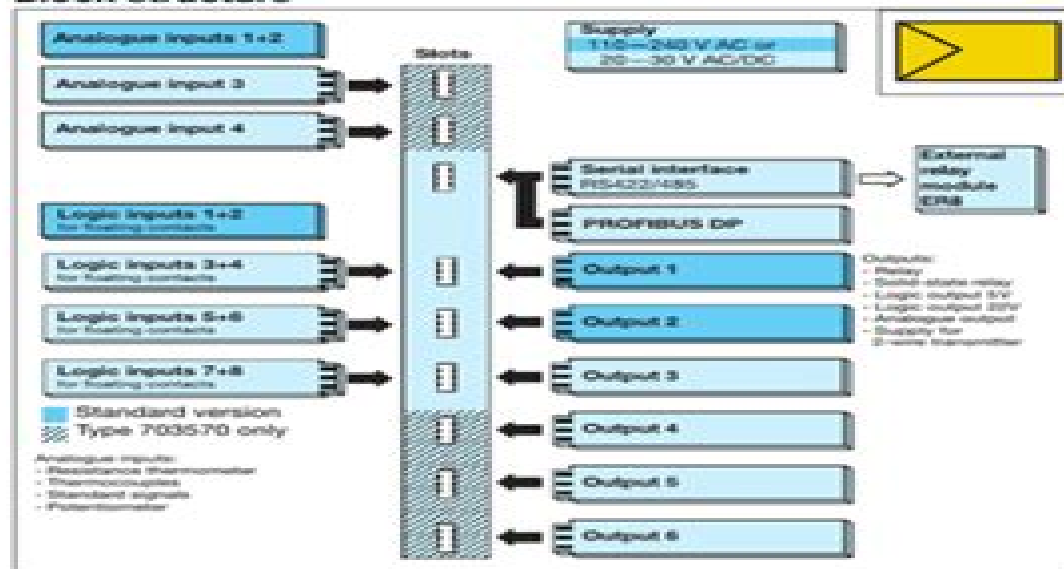 Block structure
Analogue inputs 1+2
Analogue input 3
Analogue input 4
Logic inputs 1+2
for floating contacts
Logic inputs 3+4
for floating contacts
Logic inputs 5+6
for floating contacts
Logic inputs 7+8
for floating contacts
Standard version
Type 703570 only
Analogue inputs:
- Resistance thermometer
- Thermocouples
- Standard signals
- Potentiometer
Slots
Supply
110—240 V AC or
20—30 V AC/DC
Serial interface
RS422/485
PROFIBUS DP
Output 1
Output 2
Output 3
Output 4
Output 5
Output 6
External
relay
module
ER8
Outputs:
- Relay
- Solid-state relay
- Logic output 5V
- Logic output 22V
- Analogue output
- Supply for
2-wire transmitter